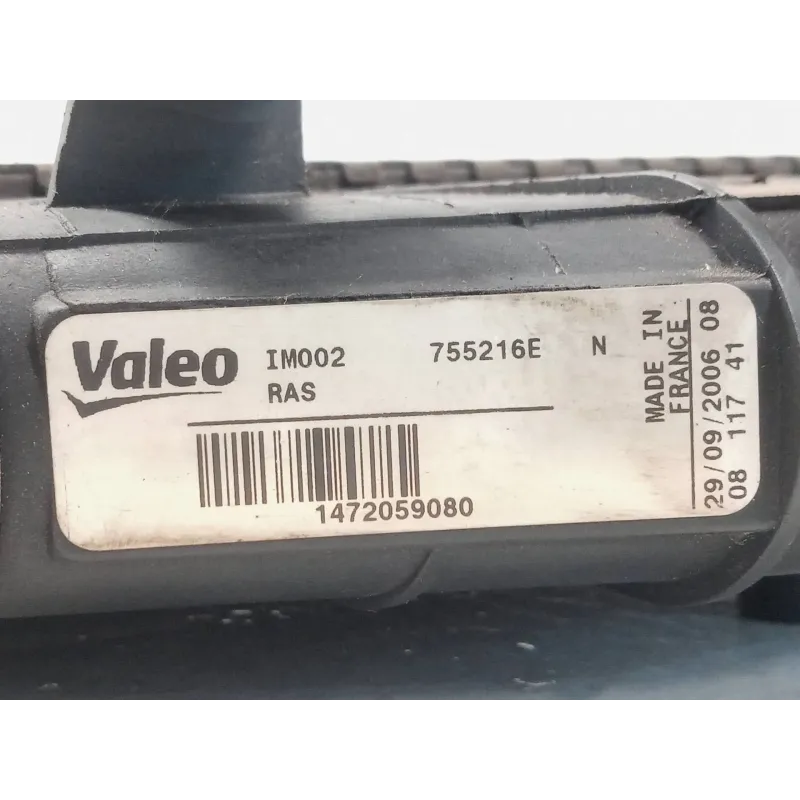 Valeo IM002 755216E N
RAS
1472059080
MADE IN
FRANCE
29/09/2006 08
08 117 41